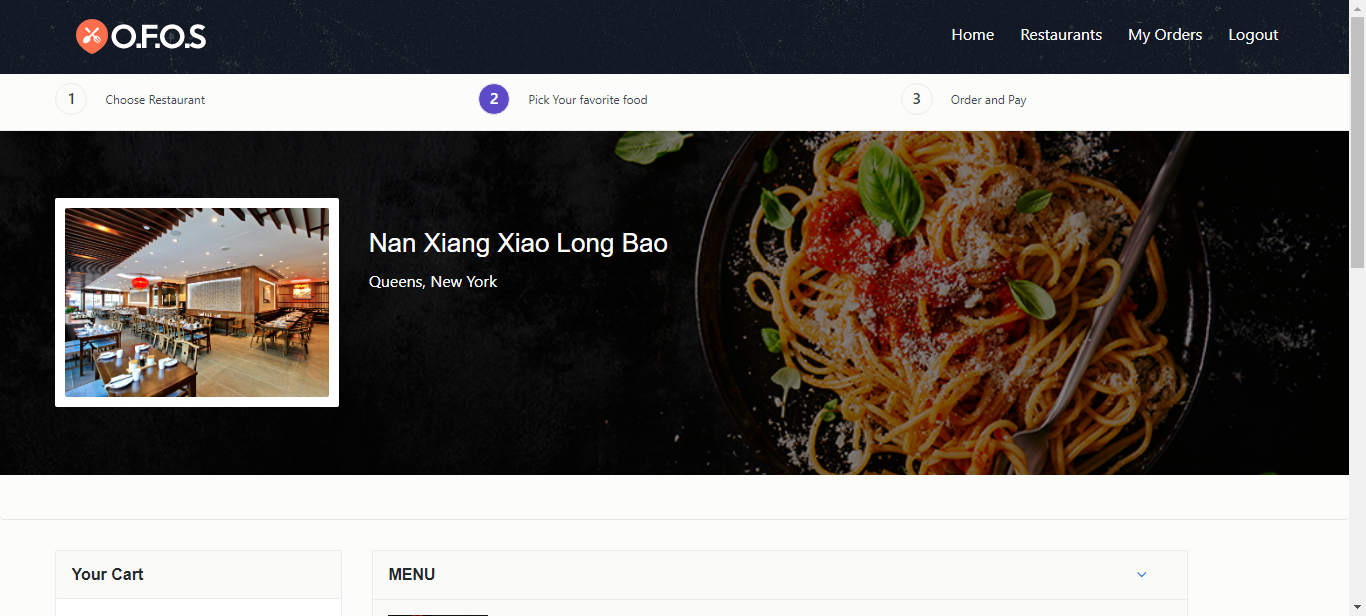 O.F.O.S
Home Restaurants My Orders Logout
1 Choose Restaurant 2 Pick Your favorite food 3 Order and Pay
Nan Xiang Xiao Long Bao
Queens, New York
Your Cart
MENU